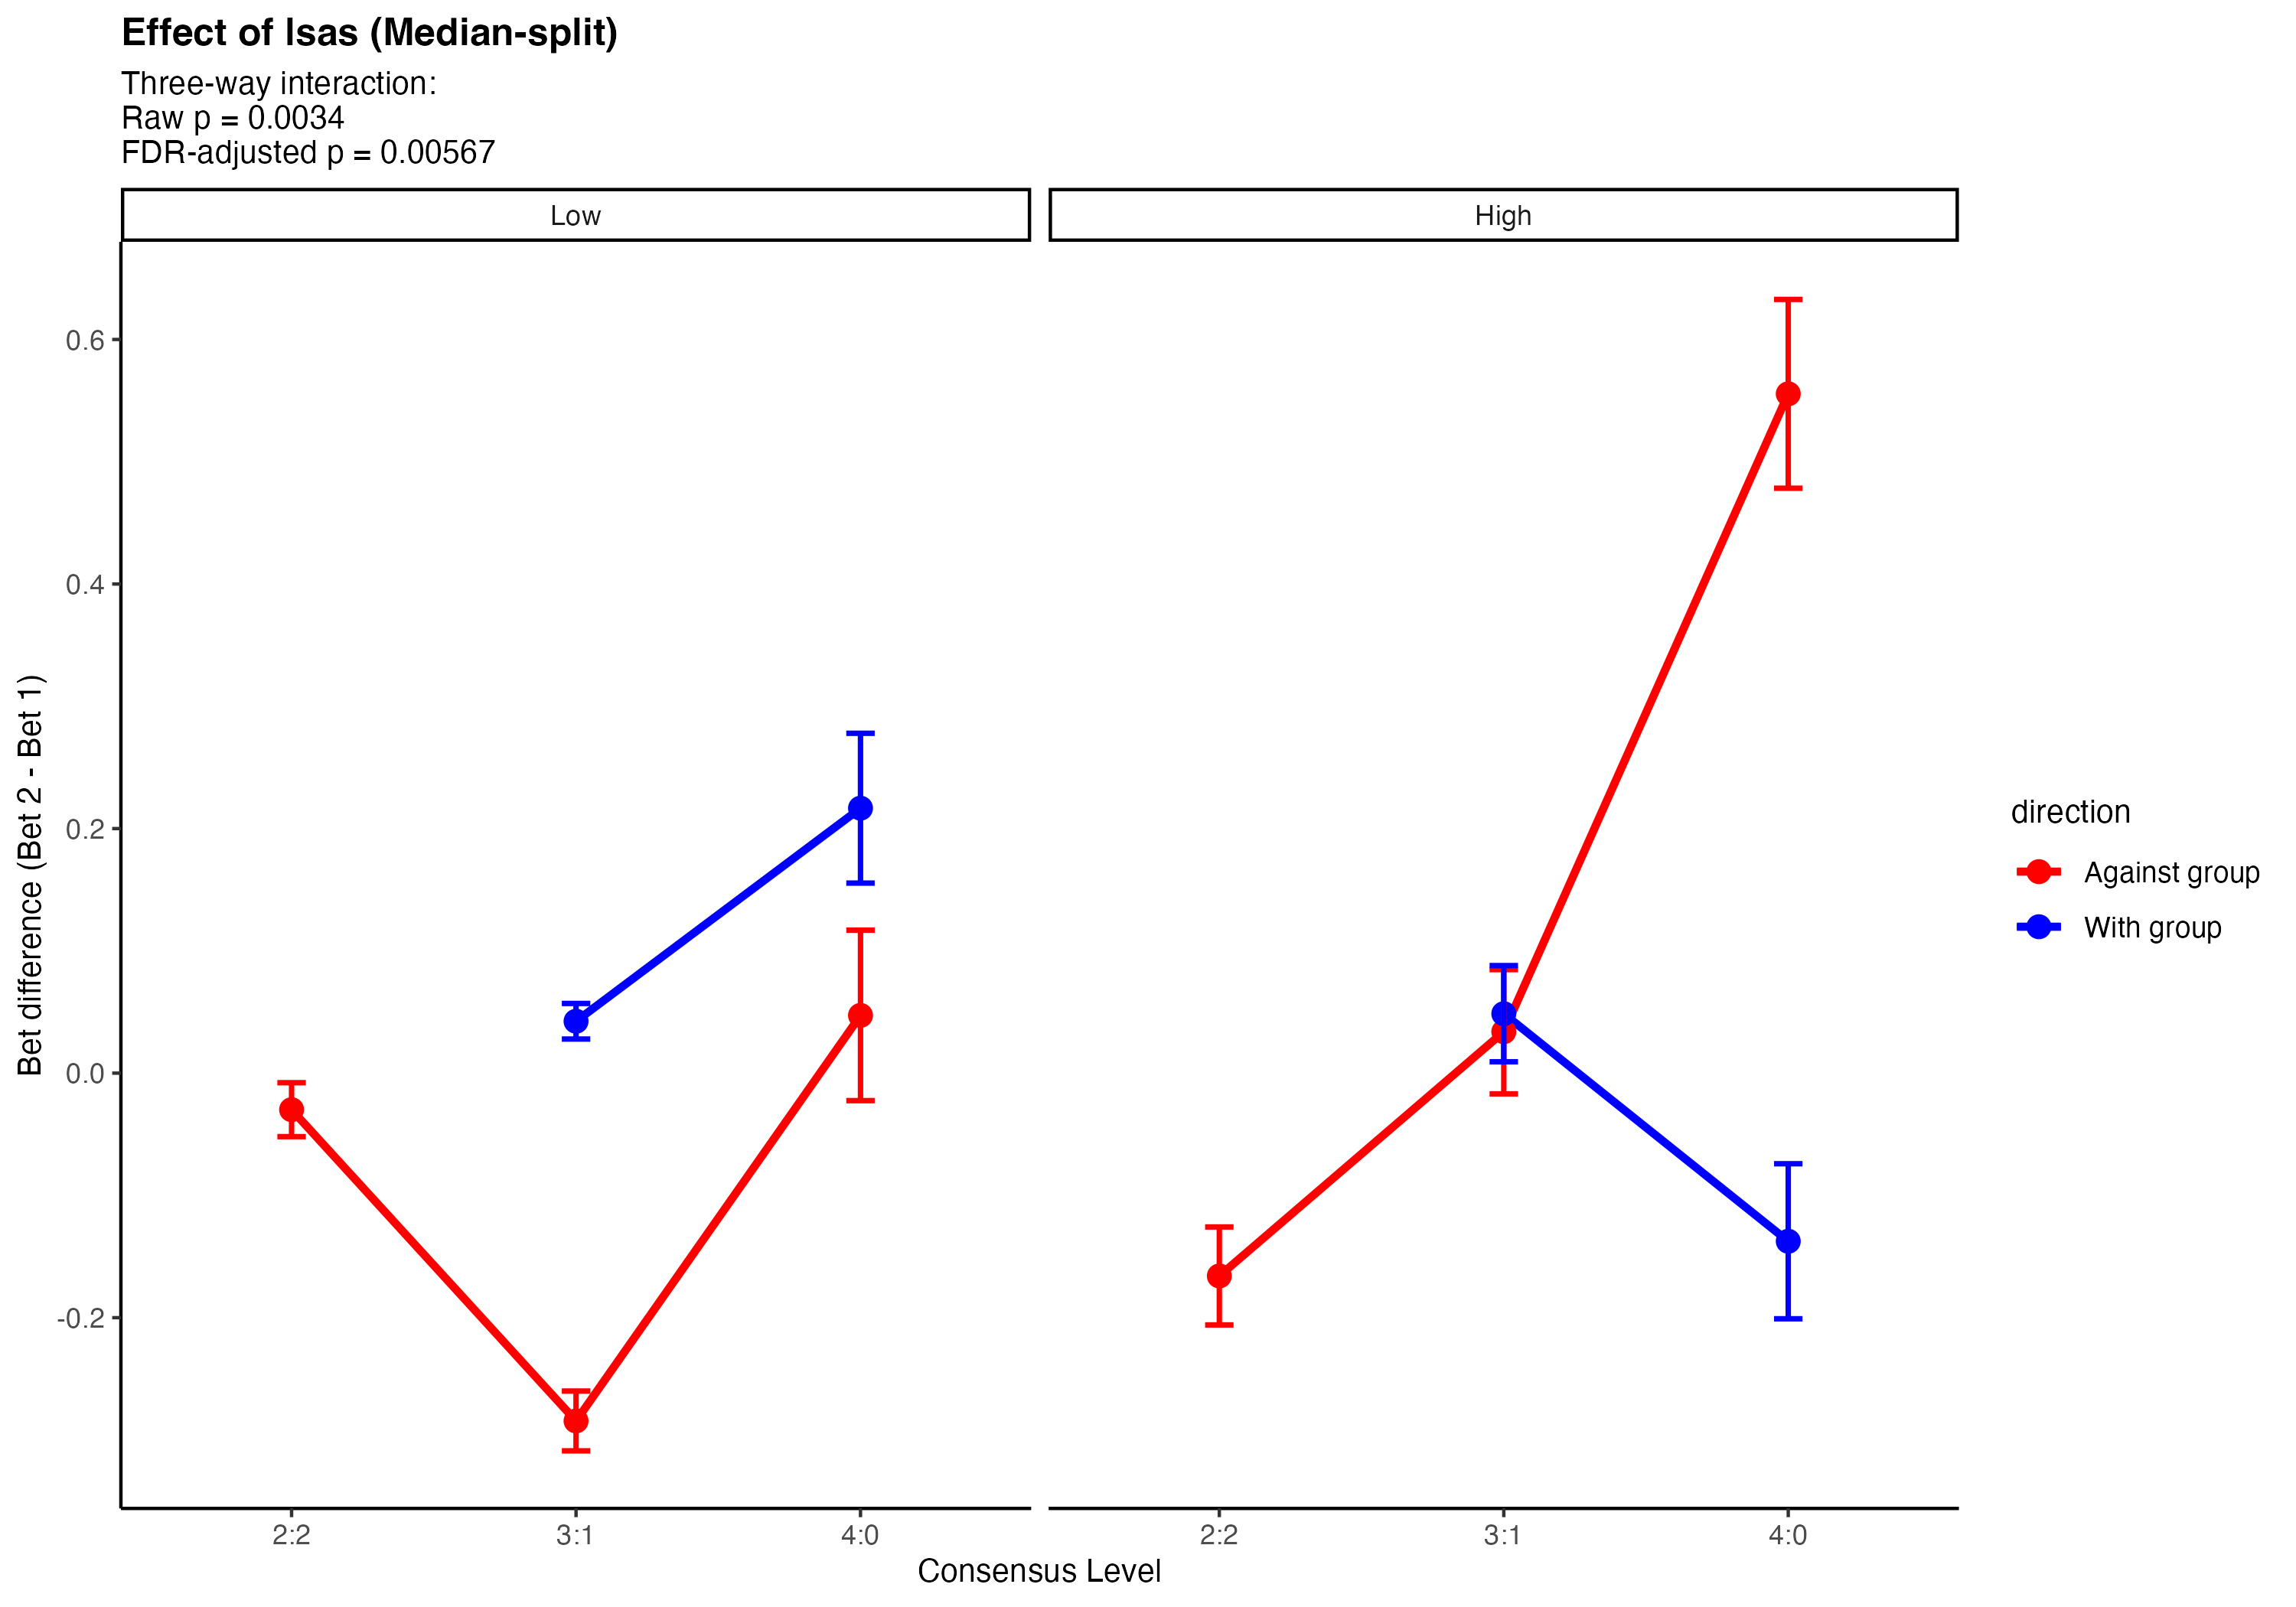 Effect of lsas (Median-split)
Three-way interaction:
Raw p = 0.0034
FDR-adjusted p = 0.00567
Low
High
Bet difference (Bet 2 - Bet 1)
0.6
0.4
0.2
0.0
-0.2
2:2
3:1
4:0
2:2
3:1
4:0
Consensus Level
direction
Against group
With group